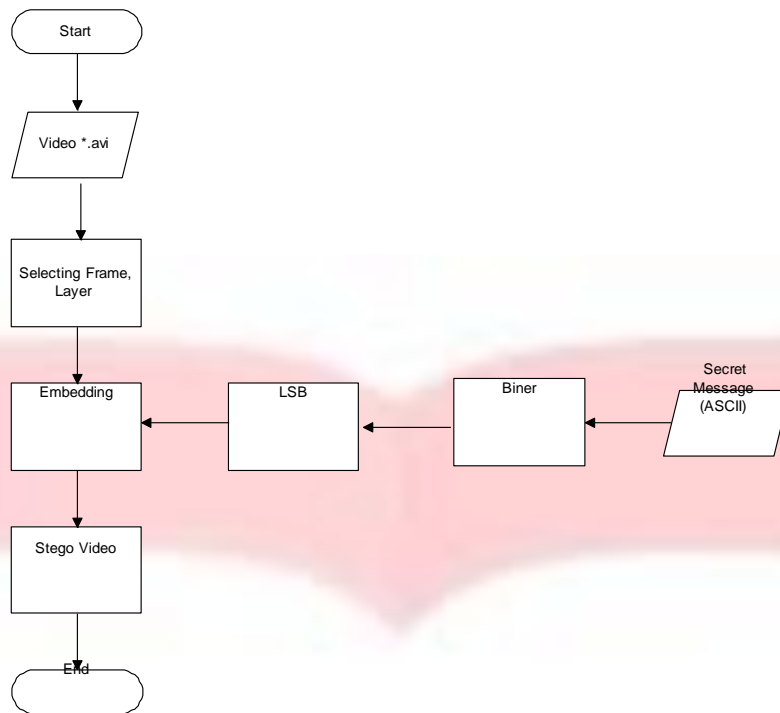 Start
Video *.avi
Selecting Frame,
Layer
Embedding
LSB
Biner
Secret
Message
(ASCII)
Stego Video
End